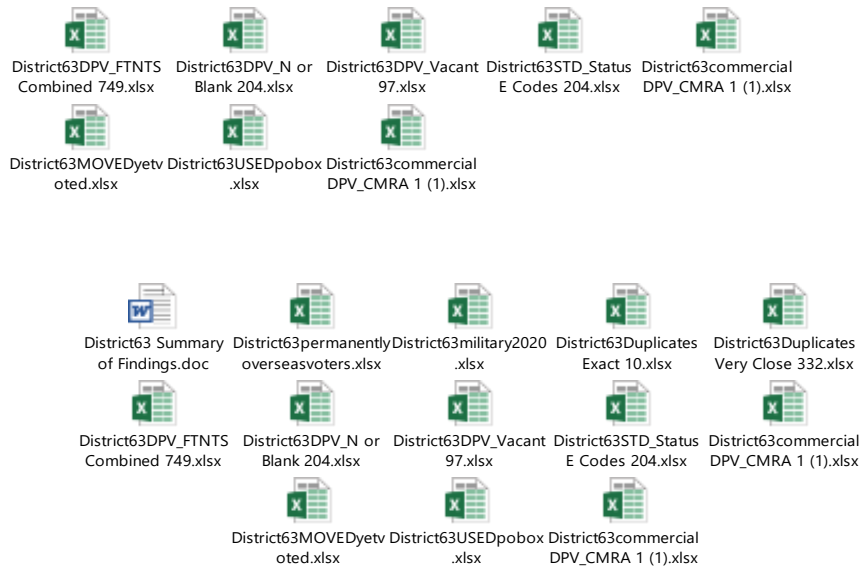 District63DPV_FTNTS District63DPV_N or District63DPV_Vacant District63STD_Status District63commercial
Combined 749.xlsx Blank 204.xlsx 97.xlsx E Codes 204.xlsx DPV_CMRA 1 (1).xlsx
District63MOVEDyetv District63USEDpobox District63commercial
oted.xlsx .xlsx DPV_CMRA 1 (1).xlsx
District63 Summary District63permanently District63military2020 District63Duplicates District63Duplicates
of Findings.doc overseasvoters.xlsx .xlsx Exact 10.xlsx Very Close 332.xlsx
District63DPV_FTNTS District63DPV_N or District63DPV_Vacant District63STD_Status District63commercial
Combined 749.xlsx Blank 204.xlsx 97.xlsx E Codes 204.xlsx DPV_CMRA 1 (1).xlsx
District63MOVEDyetv District63USEDpobox District63commercial
oted.xlsx .xlsx DPV_CMRA 1 (1).xlsx